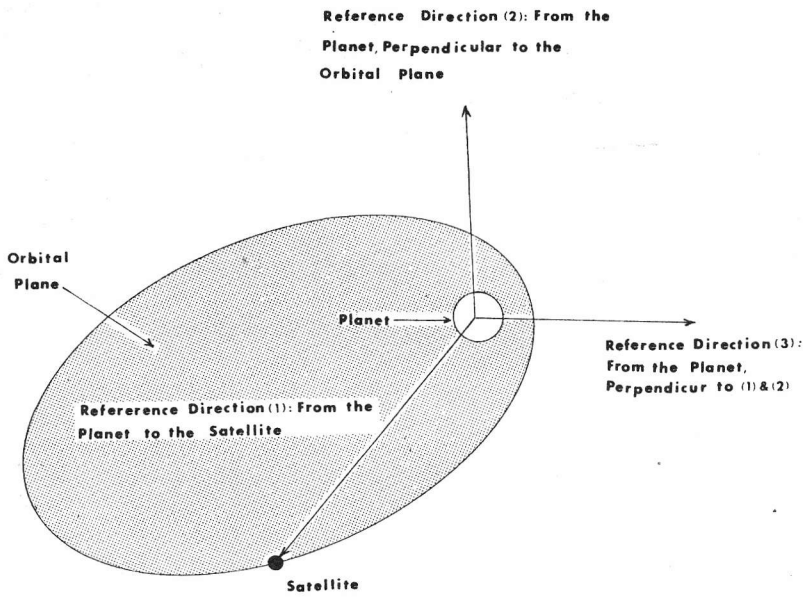 Reference Direction (2): From the
Planet, Perpendicular to the
Orbital Plane
Orbital
Plane
Planet
Reference Direction (3):
From the Planet,
Perpendicur to (1) & (2)
Refererence Direction (1): From the
Planet to the Satellite
Satellite